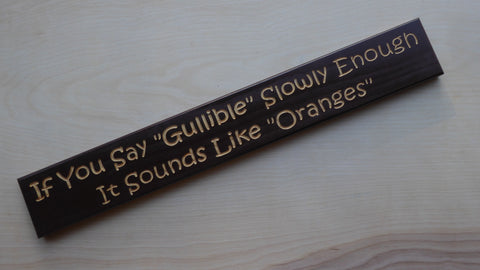 If You Say "Gullible" Slowly Enough
It Sounds Like "Oranges"